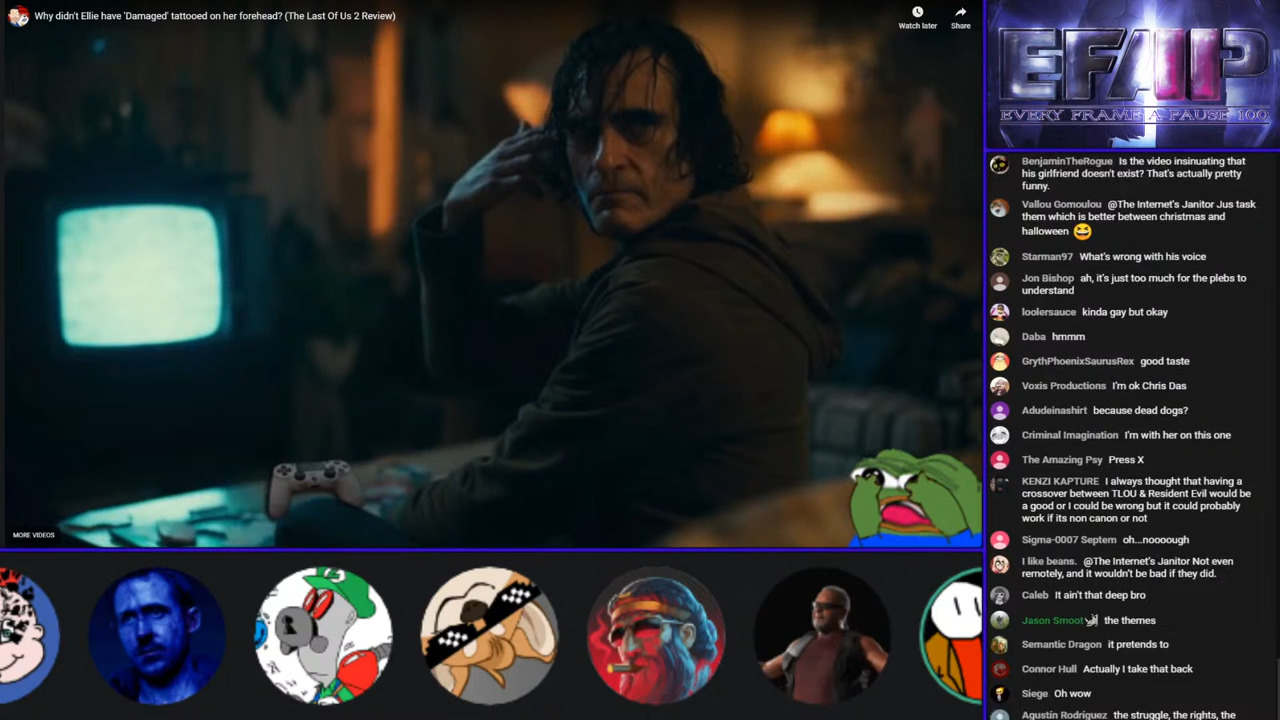 Why didn't Ellie have 'Damaged' tattooed on her forehead? (The Last Of Us 2 Review)
Watch later
Share
MORE VIDEOS
EFAP
EVERY FRAME A PAUSE 100
BenjaminTheRogue Is the video insinuating that
his girlfriend doesn't exist? That's actually pretty
funny.
Vallou Gomoulou @The Internet's Janitor Jus task
them which is better between christmas and
halloween
Starman97 What's wrong with his voice
Jon Bishop ah, it's just too much for the plebs to
understand
loolersauce kinda gay but okay
Daba hmmm
GrythPhoenixSaurusRex good taste
Voxis Productions I'm ok Chris Das
Adudeinashirt because dead dogs?
Criminal Imagination I'm with her on this one
The Amazing Psy Press X
KENZI KAPTURE I always thought that having a
crossover between TLOU & Resident Evil would be
a good or I could be wrong but it could probably
work if its non canon or not
Sigma-0007 Septem oh...noooough
I like beans. @The Internet's Janitor Not even
remotely, and it wouldn't be bad if they did.
Caleb It ain't that deep bro
Jason Smoot the themes
Semantic Dragon it pretends to
Connor Hull Actually I take that back
Siege Oh wow
Agustín Rodríguez the struggle, the rights, the